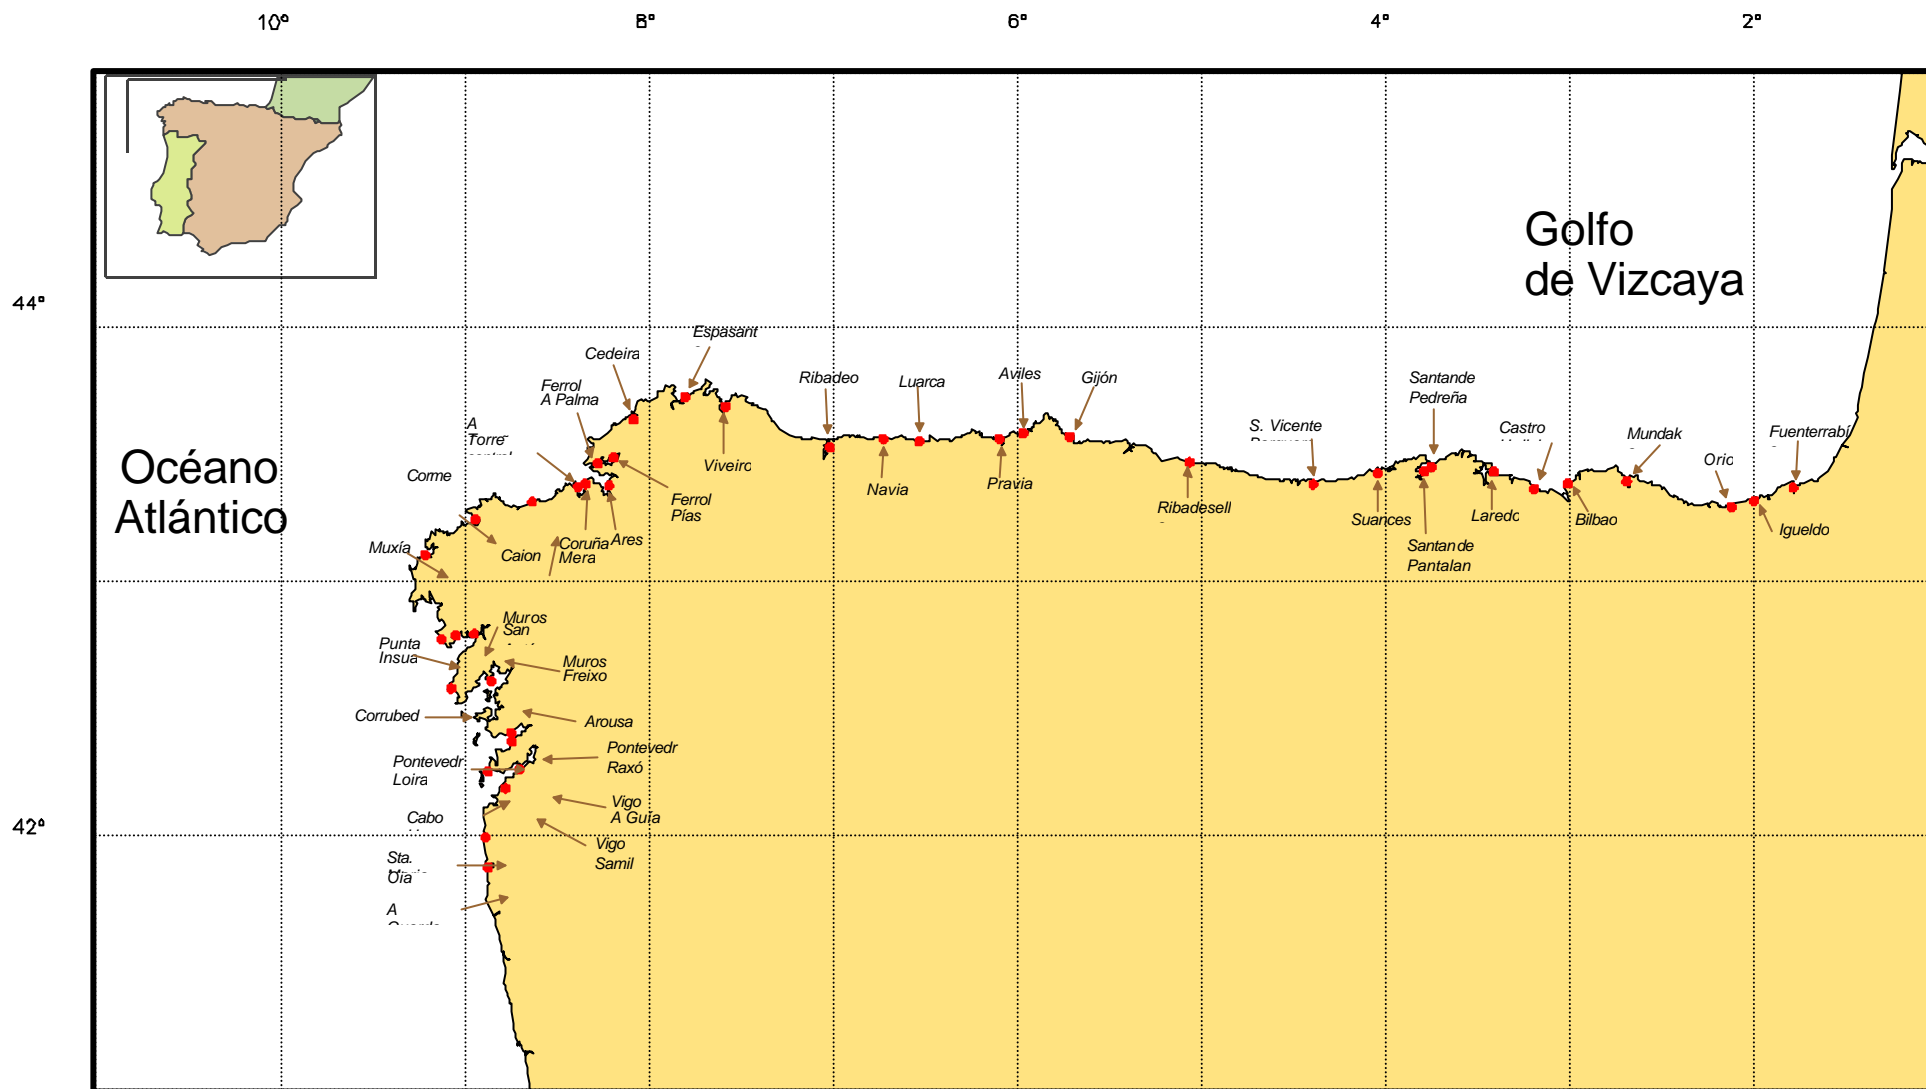 10° 8° 6° 4° 2°
Golfo
de Vizcaya
44°
Espasant
Cedeira
Ferrol
A Palma
Ribadeo
Luarca
Aviles
Gijón
Santande
Pedreña
A
Torre
S. Vicente
Castro
Mundak
Fuenterrabí
Orio
Océano
Atlántico
Corme
Viveiro
Navia
Pravia
Ferrol
Pías
Ribadesell
Suances
Laredo
Bilbao
Igueldo
Muxía
Caion
Coruña
Mera
Ares
Santande
Pantalan
Muros
San
Punta
Insua
Muros
Freixo
Corrubed
Arousa
Pontevedr
Raxó
Pontevedr
Loira
Vigo
A Guía
Cabo
42°
Vigo
Samil
Sta.
Oia
A